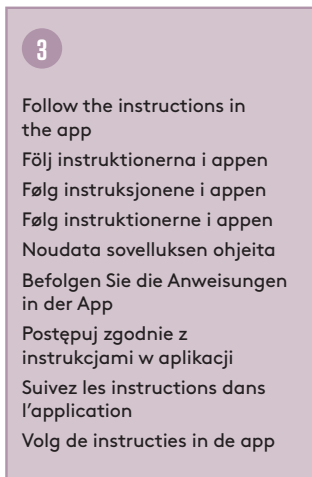 3
Follow the instructions in
the app
Följ instruktionerna i appen
Følg instruksjonene i appen
Følg instruktionerne i appen
Noudata sovelluksen ohjeita
Befolgen Sie die Anweisungen
in der App
Postępuj zgodnie z
instrukcjami w aplikacji
Suivez les instructions dans
l’application
Volg de instructies in de app